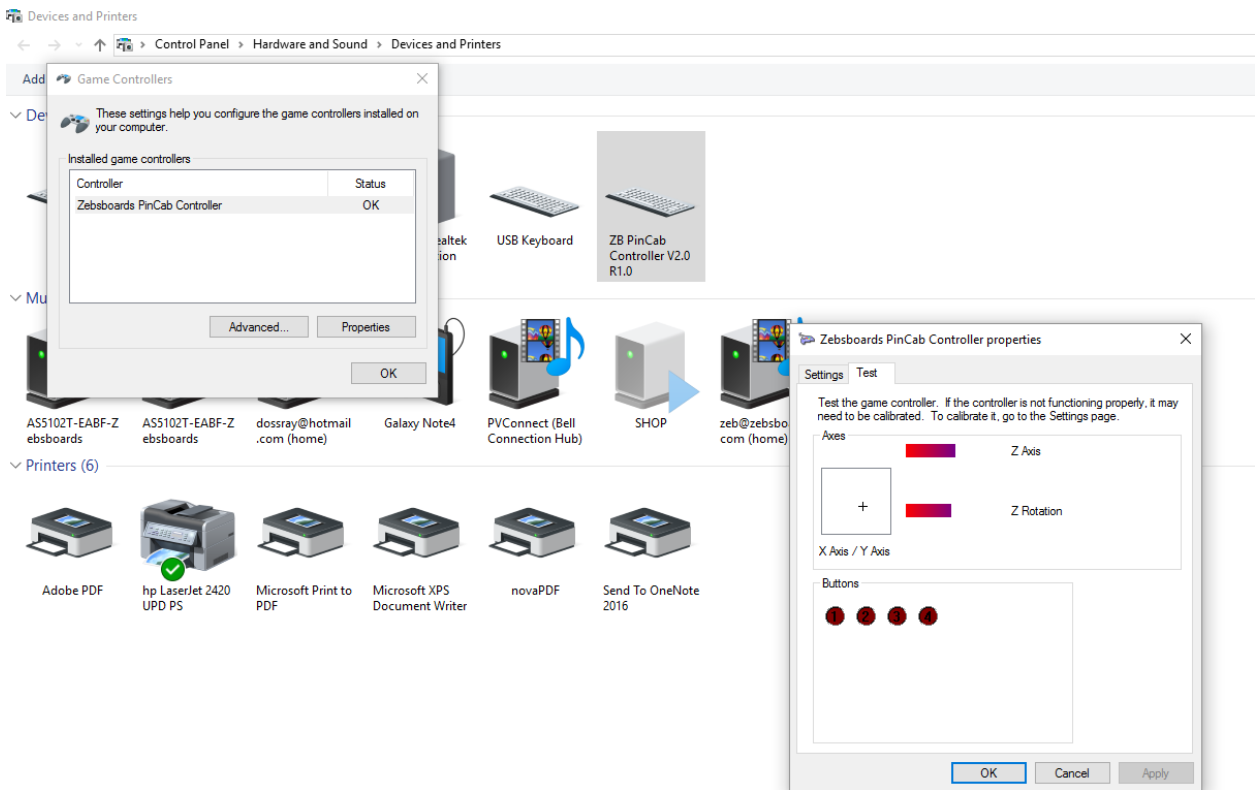 Devices and Printers
Control Panel > Hardware and Sound > Devices and Printers
Add
Game Controllers
These settings help you configure the game controllers installed on
your computer.
Installed game controllers
Controller Status
Zebsboards PinCab Controller OK
Advanced...
Properties
OK
De
ealtek
ion
USB Keyboard
ZB PinCab
Controller V2.0
R1.0
Mu
AS5102T-EABF-Z
ebsboards
AS5102T-EABF-Z
ebsboards
dossray@hotmail
.com (home)
Galaxy Note4
PVConnect (Bell
Connection Hub)
SHOP
zeb@zebsbo
com (home)
Printers (6)
Adobe PDF
hp LaserJet 2420
UPD PS
Microsoft Print to
PDF
Microsoft XPS
Document Writer
novaPDF
Send To OneNote
2016
Zebsboards PinCab Controller properties
Settings
Test
Test the game controller. If the controller is not functioning properly, it may
need to be calibrated. To calibrate it, go to the Settings page.
Axes
Z Axis
Z Rotation
X Axis / Y Axis
Buttons
1 2 3 4
OK
Cancel
Apply